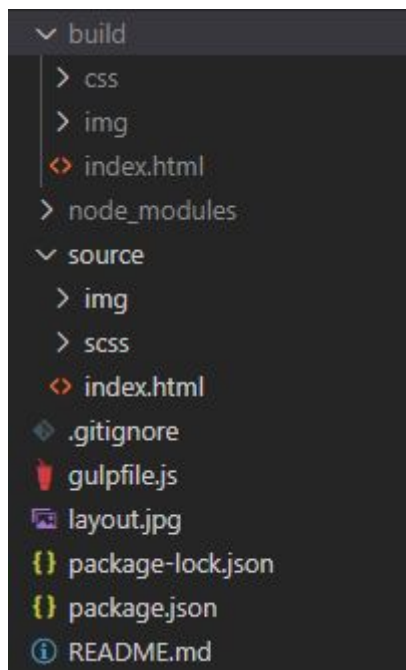 build
css
img
index.html
node_modules
source
img
scss
index.html
.gitignore
gulpfile.js
layout.jpg
package-lock.json
package.json
README.md